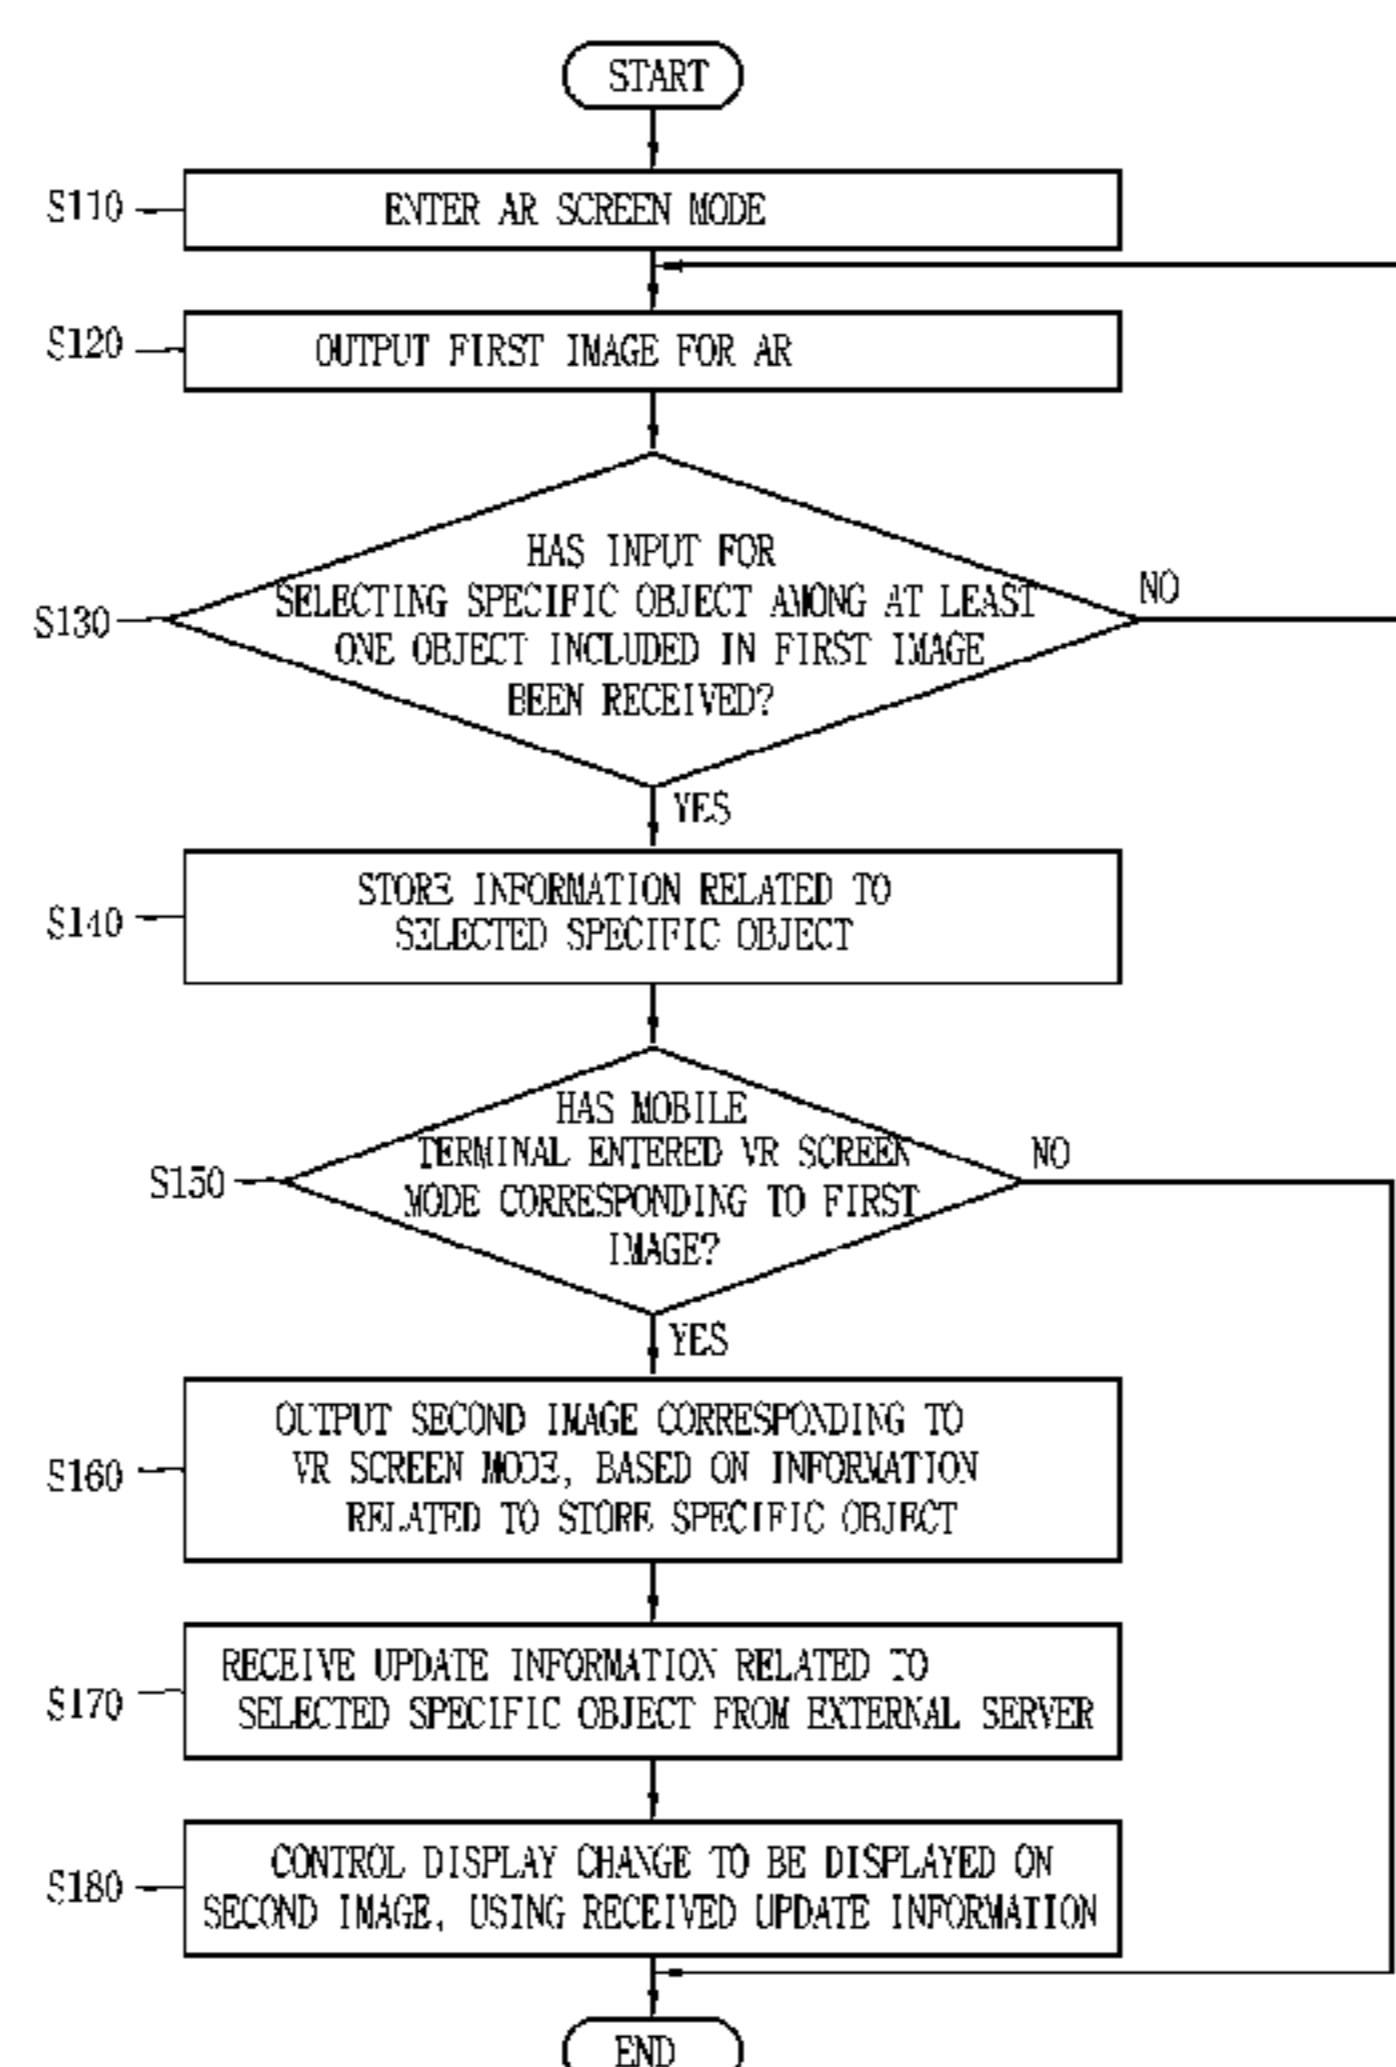 START
S110
ENTER AR SCREEN MODE
S120
OUTPUT FIRST IMAGE FOR AR
HAS INPUT FOR
SELECTING SPECIFIC OBJECT AMONG AT LEAST
ONE OBJECT INCLUDED IN FIRST IMAGE
BEEN RECEIVED?
S130
NO
YES
S140
STORE INFORMATION RELATED TO
SELECTED SPECIFIC OBJECT
HAS MOBILE
TERMINAL ENTERED VR SCREEN
MODE CORRESPONDING TO FIRST
IMAGE?
S150
NO
YES
S160
OUTPUT SECOND IMAGE CORRESPONDING TO
VR SCREEN MODE, BASED ON INFORMATION
RELATED TO STORE SPECIFIC OBJECT
S170
RECEIVE UPDATE INFORMATION RELATED TO
SELECTED SPECIFIC OBJECT FROM EXTERNAL SERVER
S180
CONTROL DISPLAY CHANGE TO BE DISPLAYED ON
SECOND IMAGE, USING RECEIVED UPDATE INFORMATION
END